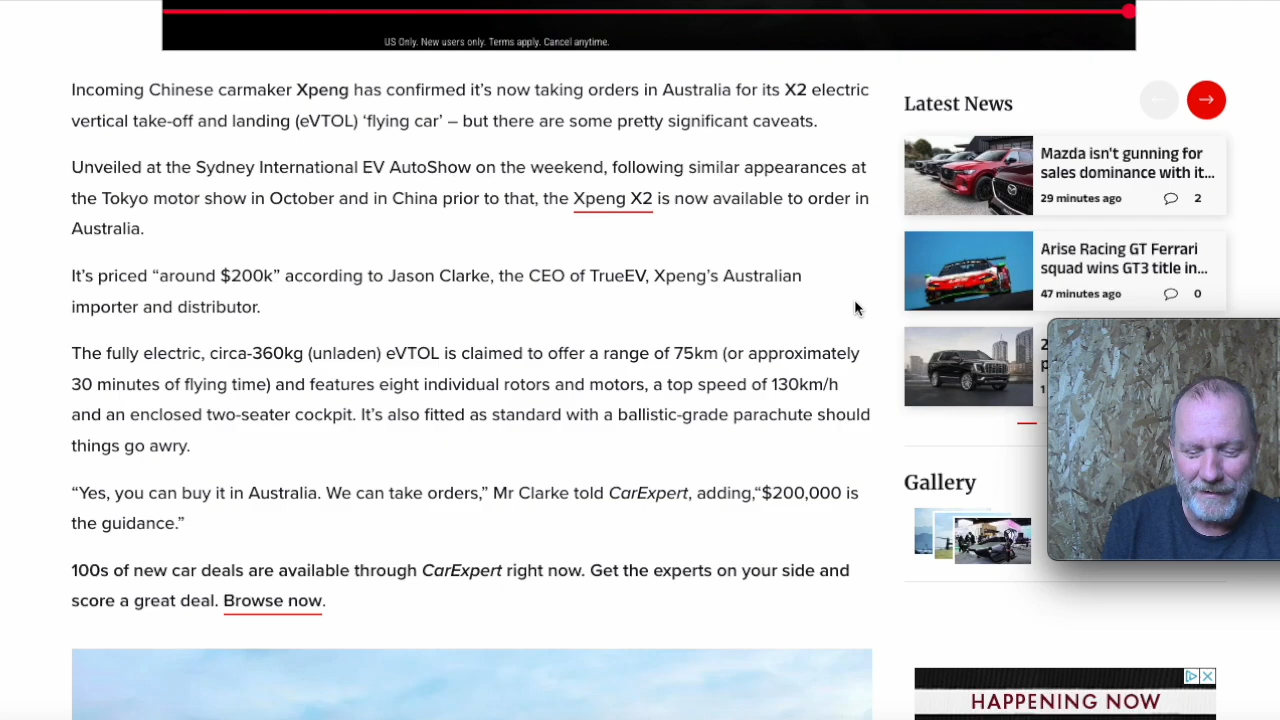 US Only. New users only. Terms apply. Cancel anytime.
Incoming Chinese carmaker Xpeng has confirmed it’s now taking orders in Australia for its X2 electric
vertical take-off and landing (eVTOL) ‘flying car’ – but there are some pretty significant caveats.
Unveiled at the Sydney International EV AutoShow on the weekend, following similar appearances at
the Tokyo motor show in October and in China prior to that, the Xpeng X2 is now available to order in
Australia.
It’s priced “around $200k” according to Jason Clarke, the CEO of TrueEV, Xpeng’s Australian
importer and distributor.
The fully electric, circa-360kg (unladen) eVTOL is claimed to offer a range of 75km (or approximately
30 minutes of flying time) and features eight individual rotors and motors, a top speed of 130km/h
and an enclosed two-seater cockpit. It’s also fitted as standard with a ballistic-grade parachute should
things go awry.
“Yes, you can buy it in Australia. We can take orders,” Mr Clarke told CarExpert, adding,“$200,000 is
the guidance.”
100s of new car deals are available through CarExpert right now. Get the experts on your side and
score a great deal. Browse now.
Latest News
Mazda isn't gunning for
sales dominance with it...
29 minutes ago 2
Arise Racing GT Ferrari
squad wins GT3 title in...
47 minutes ago 0
2
p
1
Gallery
HAPPENING NOW